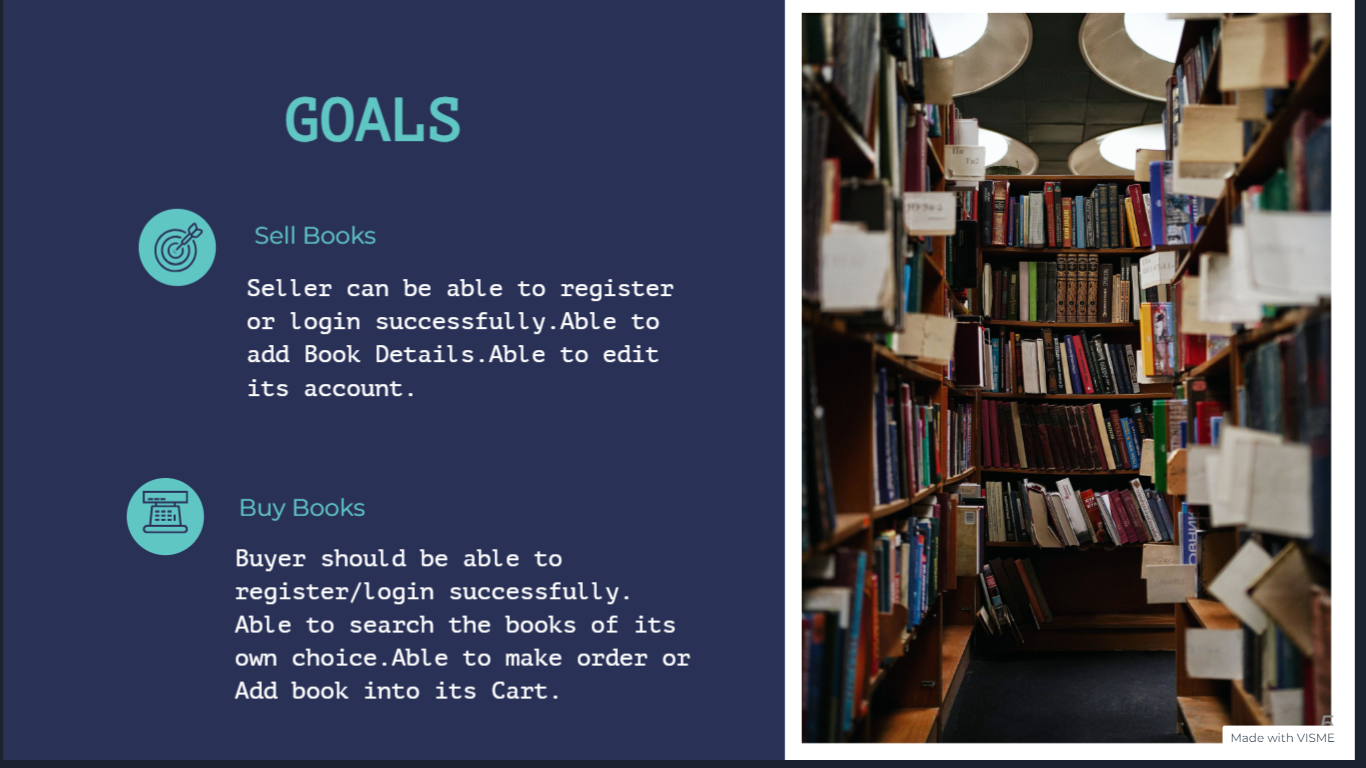 GOALS
Sell Books
Seller can be able to register
or login successfully.Able to
add Book Details.Able to edit
its account.
Buy Books
Buyer should be able to
register/login successfully.
Able to search the books of its
own choice.Able to make order or
Add book into its Cart.
Made with VISME